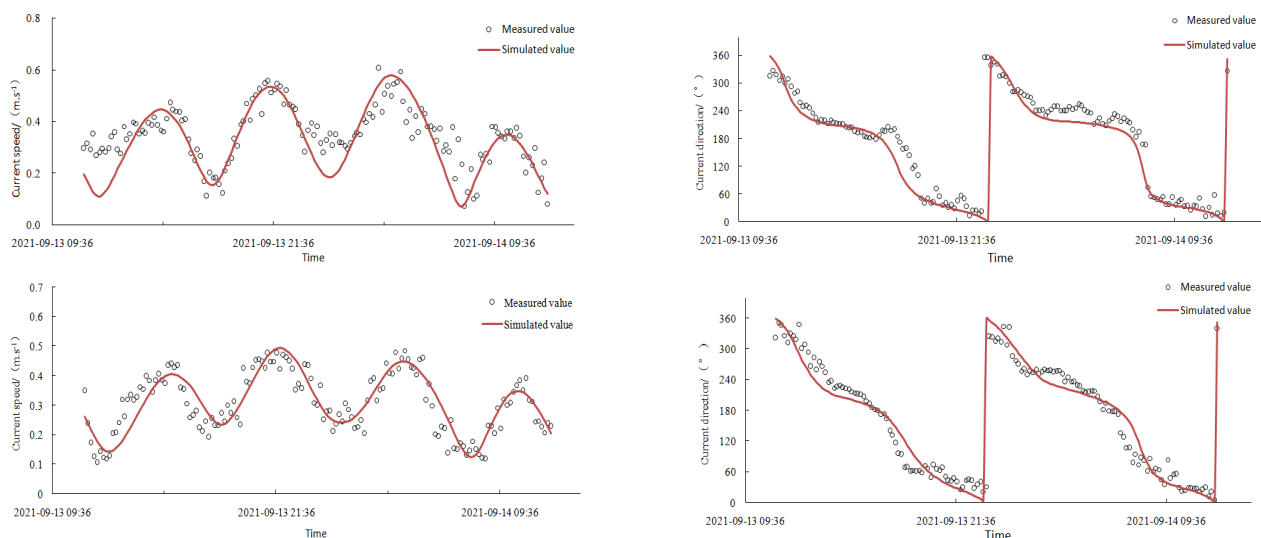 0.8
Measured value
Simulated value
0.6
0.4
0.2
0.0
Current speed/（m.s⁻¹）
2021-09-13 09:36
2021-09-13 21:36
2021-09-14 09:36
Time
Measured value
Simulated value
360
300
240
180
120
60
0
Current direction/（°）
2021-09-13 09:36
2021-09-13 21:36
2021-09-14 09:36
Time
0.7
Measured value
Simulated value
0.6
0.5
0.4
0.3
0.2
0.1
0
Current speed/（m.s⁻¹）
2021-09-13 09:36
2021-09-13 21:36
2021-09-14 09:36
Time
Measured value
Simulated value
360
300
240
180
120
60
0
Current direction/（°）
2021-09-13 09:36
2021-09-13 21:36
2021-09-14 09:36
Time